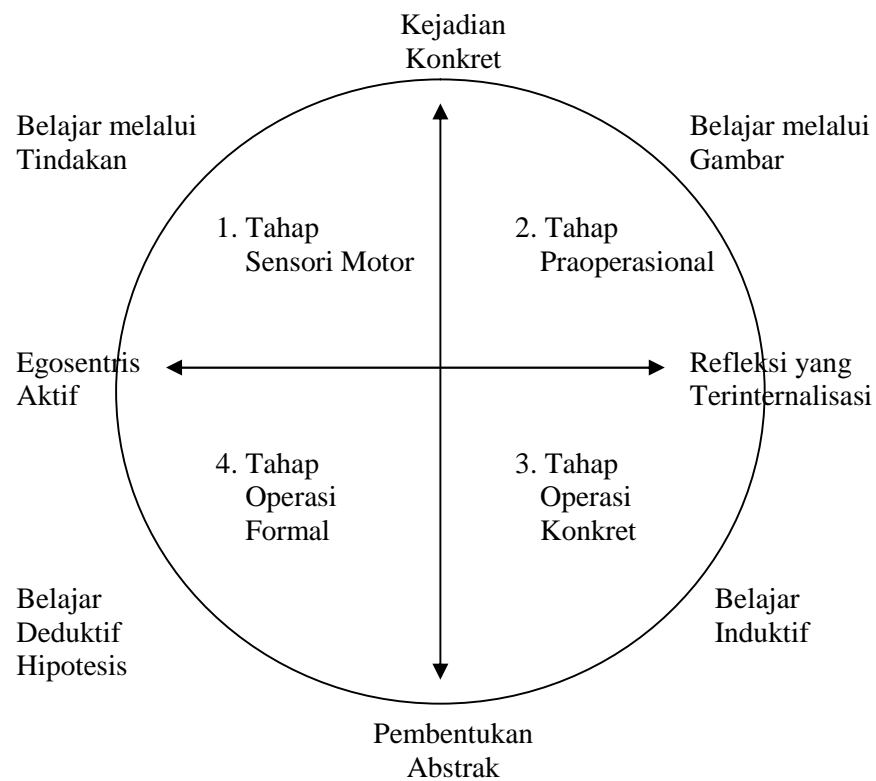 Kejadian
Konkret
Belajar melalui
Tindakan
Belajar melalui
Gambar
1. Tahap
Sensori Motor
2. Tahap
Praoperasional
Egosentris
Aktif
Refleksi yang
Terinternalisasi
4. Tahap
Operasi
Formal
3. Tahap
Operasi
Konkret
Belajar
Deduktif
Hipotesis
Belajar
Induktif
Pembentukan
Abstrak